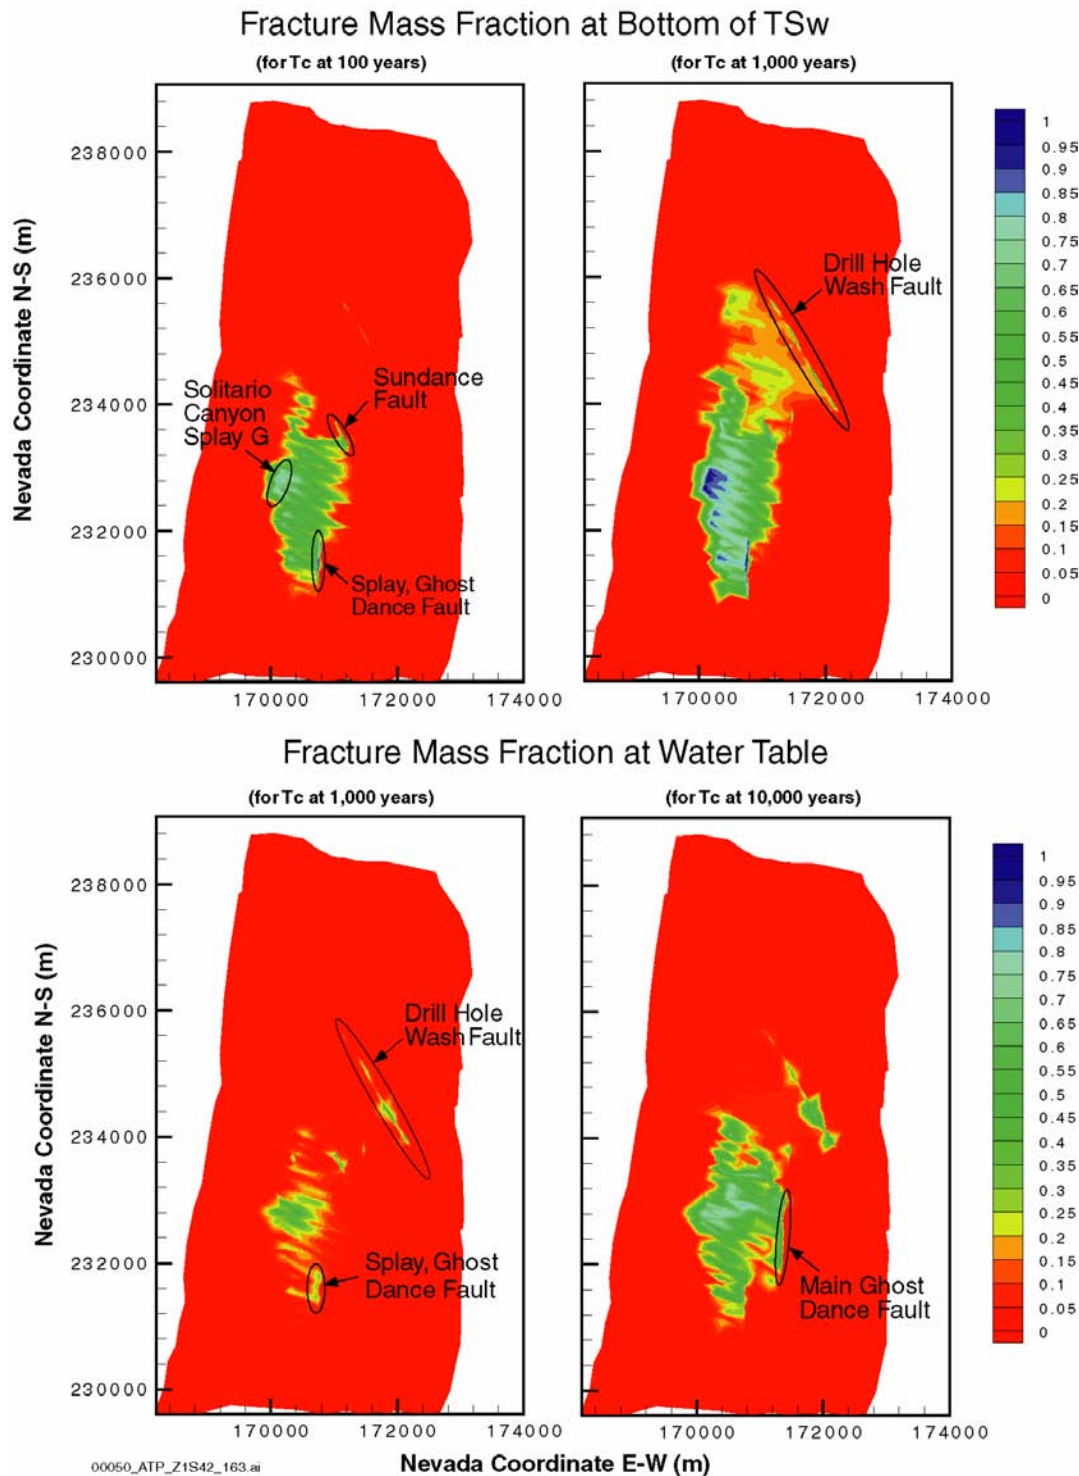 Fracture Mass Fraction at Bottom of TSw
(for Tc at 100 years)
(for Tc at 1,000 years)
Nevada Coordinate N-S (m)
238000
236000
234000
232000
230000
Solitario
Canyon
Splay G
Sundance
Fault
Splay, Ghost
Dance Fault
170000
172000
174000
Drill Hole
Wash Fault
170000
172000
174000
1
0.95
0.9
0.85
0.8
0.75
0.7
0.65
0.6
0.55
0.5
0.45
0.4
0.35
0.3
0.25
0.2
0.15
0.1
0.05
0
Fracture Mass Fraction at Water Table
(for Tc at 1,000 years)
(for Tc at 10,000 years)
Nevada Coordinate N-S (m)
238000
236000
234000
232000
230000
Drill Hole
Wash Fault
Splay, Ghost
Dance Fault
170000
172000
174000
Main Ghost
Dance Fault
170000
172000
174000
1
0.95
0.9
0.85
0.8
0.75
0.7
0.65
0.6
0.55
0.5
0.45
0.4
0.35
0.3
0.25
0.2
0.15
0.1
0.05
0
Nevada Coordinate E-W (m)
00050_ATP_Z1S42_163.ai